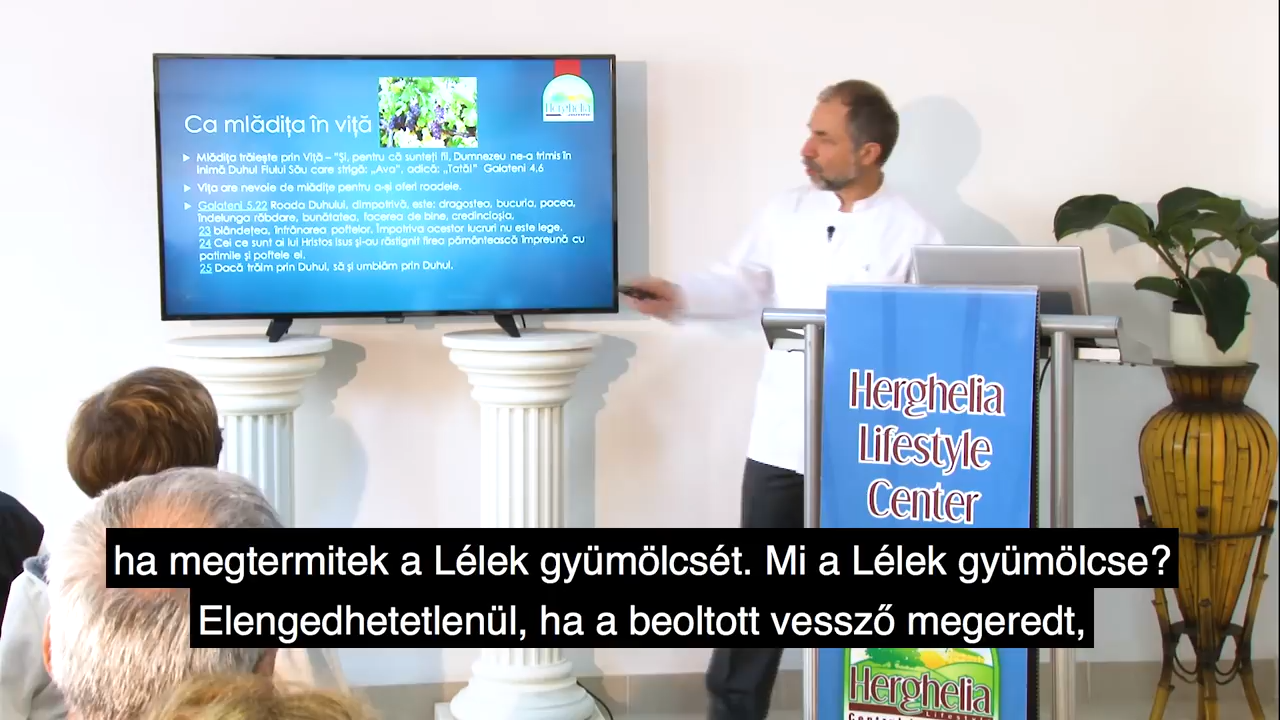 Ca mlădița în viță
Herghelia
Mlădița trăiește prin Viță – "Și, pentru că sunteți fii, Dumnezeu ne-a trimis în
inimă Duhul Fiului Său care strigă: „Ava", adică: „Tată!" Galateni 4,6
Vița are nevoie de mlădițe pentru a-și oferi roadele.
Galateni 5.22 Roada Duhului, dimpotrivă, este: dragostea, bucuria, pacea,
îndelunga răbdare, bunătatea, facerea de bine, credincioșia,
23 blândețea, înfrânarea poftelor. Împotriva acestor lucruri nu este lege.
24 Cei ce sunt ai lui Hristos Isus și-au răstignit firea pământească împreună cu
patimile și poftele ei.
25 Dacă trăim prin Duhul, să și umblăm prin Duhul.
Herghelia
Lifestyle
Center
ha megtermitek a Lélek gyümölcsét. Mi a Lélek gyümölcse?
Elengedhetetlenül, ha a beoltott vessző megeredt,
Herghelia
Lifestyle